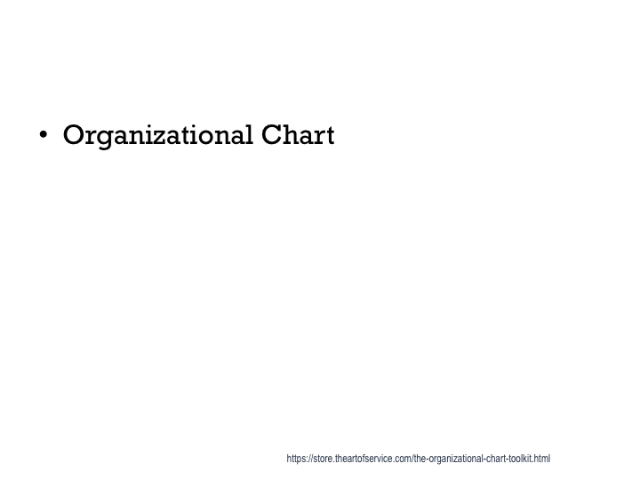 • Organizational Chart
https://store.theartofservice.com/the-organizational-chart-toolkit.html